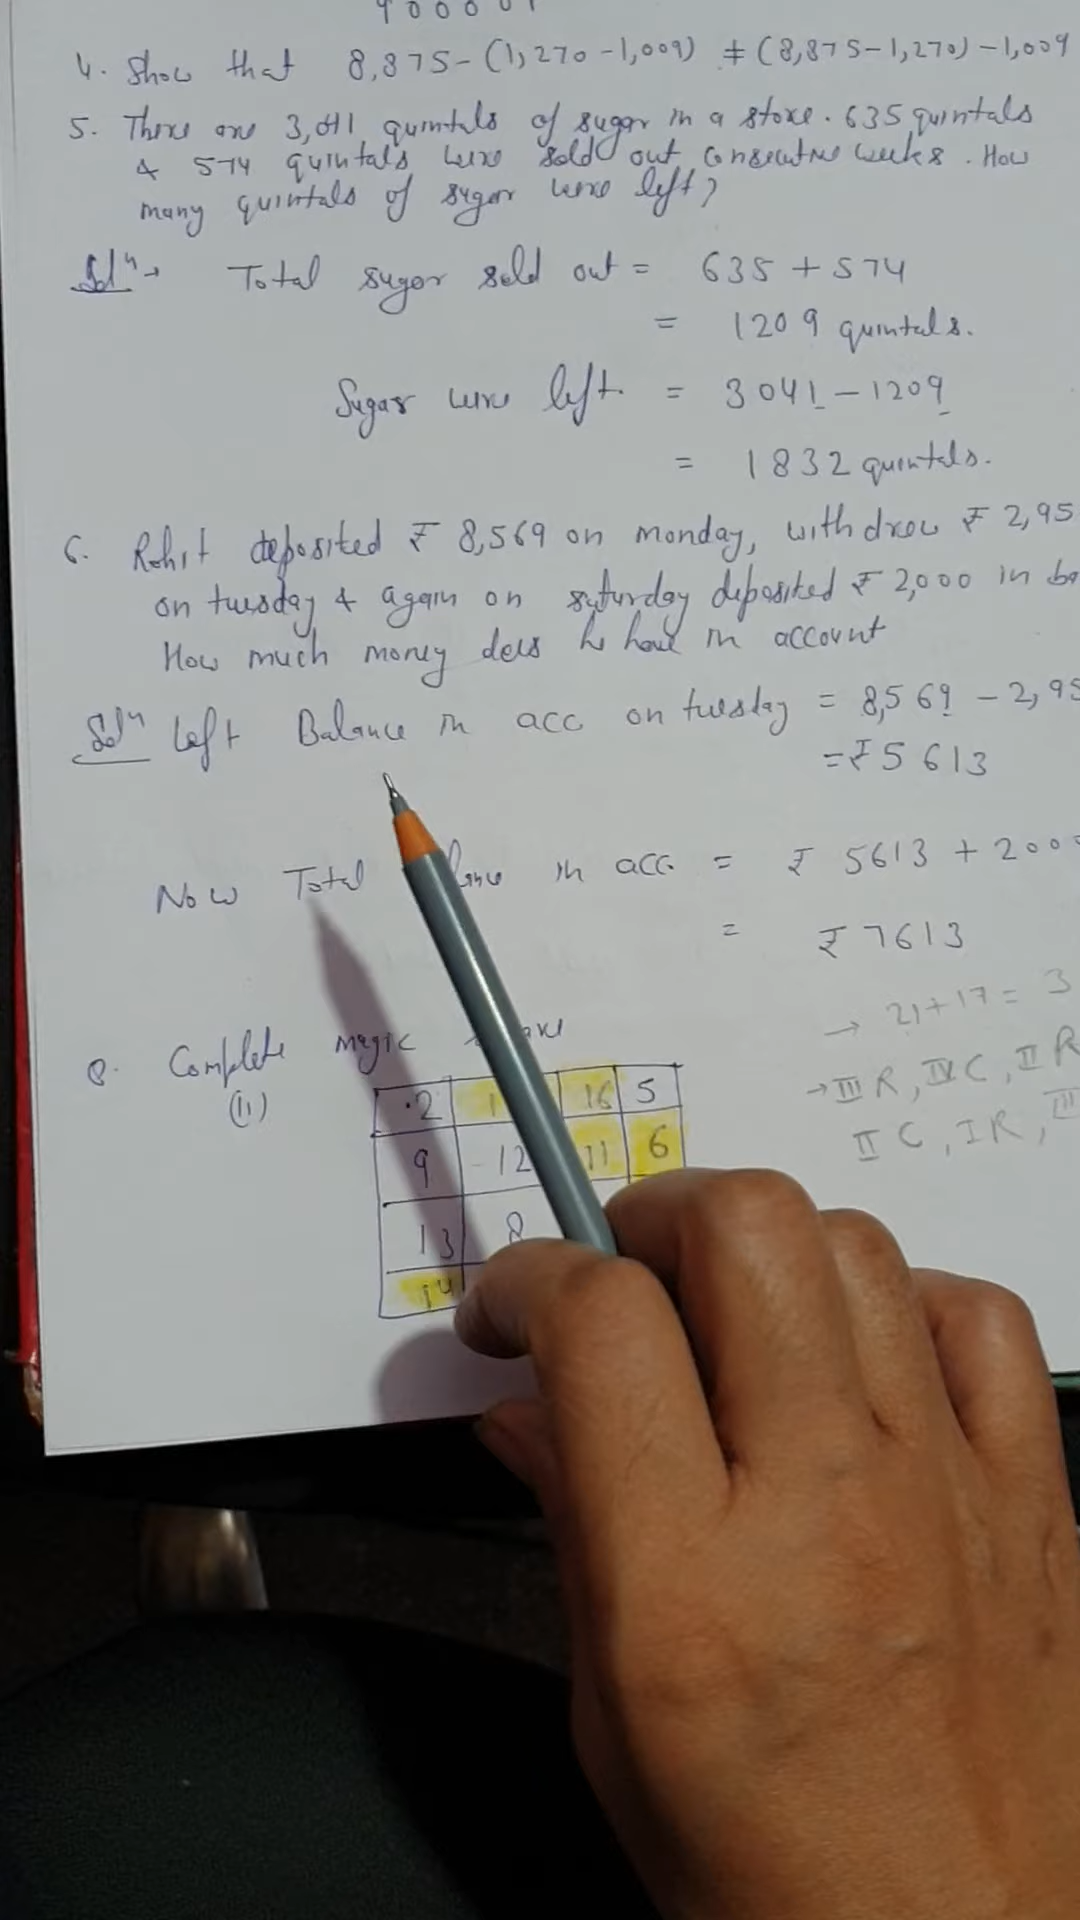 90000
4. Show that 8,875-(1,270-1,009) ≠ (8,875-1,270)-1,009
5. There are 3,041 quintals of sugar in a store. 635 quintals
& 574 quintals were sold out consecutive weeks. How
many quintals of sugar were left?
Solⁿ → Total sugar sold out = 635 + 574
= 1209 quintals.
Sugar were left = 3041 - 1209
= 1832 quintals.
6. Rohit deposited ₹ 8,569 on monday, withdrew ₹ 2,95
on tuesday & again on saturday deposited ₹ 2,000 in ba
How much money does he have in account
Solⁿ Left Balance in acc on tuesday = 8,569 - 2,95
= ₹ 5613
Now Total in acc. = ₹ 5613 + 200
= ₹ 7613
→ 21+17 = 3
8. Complete magic
→ III R, IV C, II R
(ii)
II C, I R, III
2 1 16 5
9 12 11 6
13 8
14